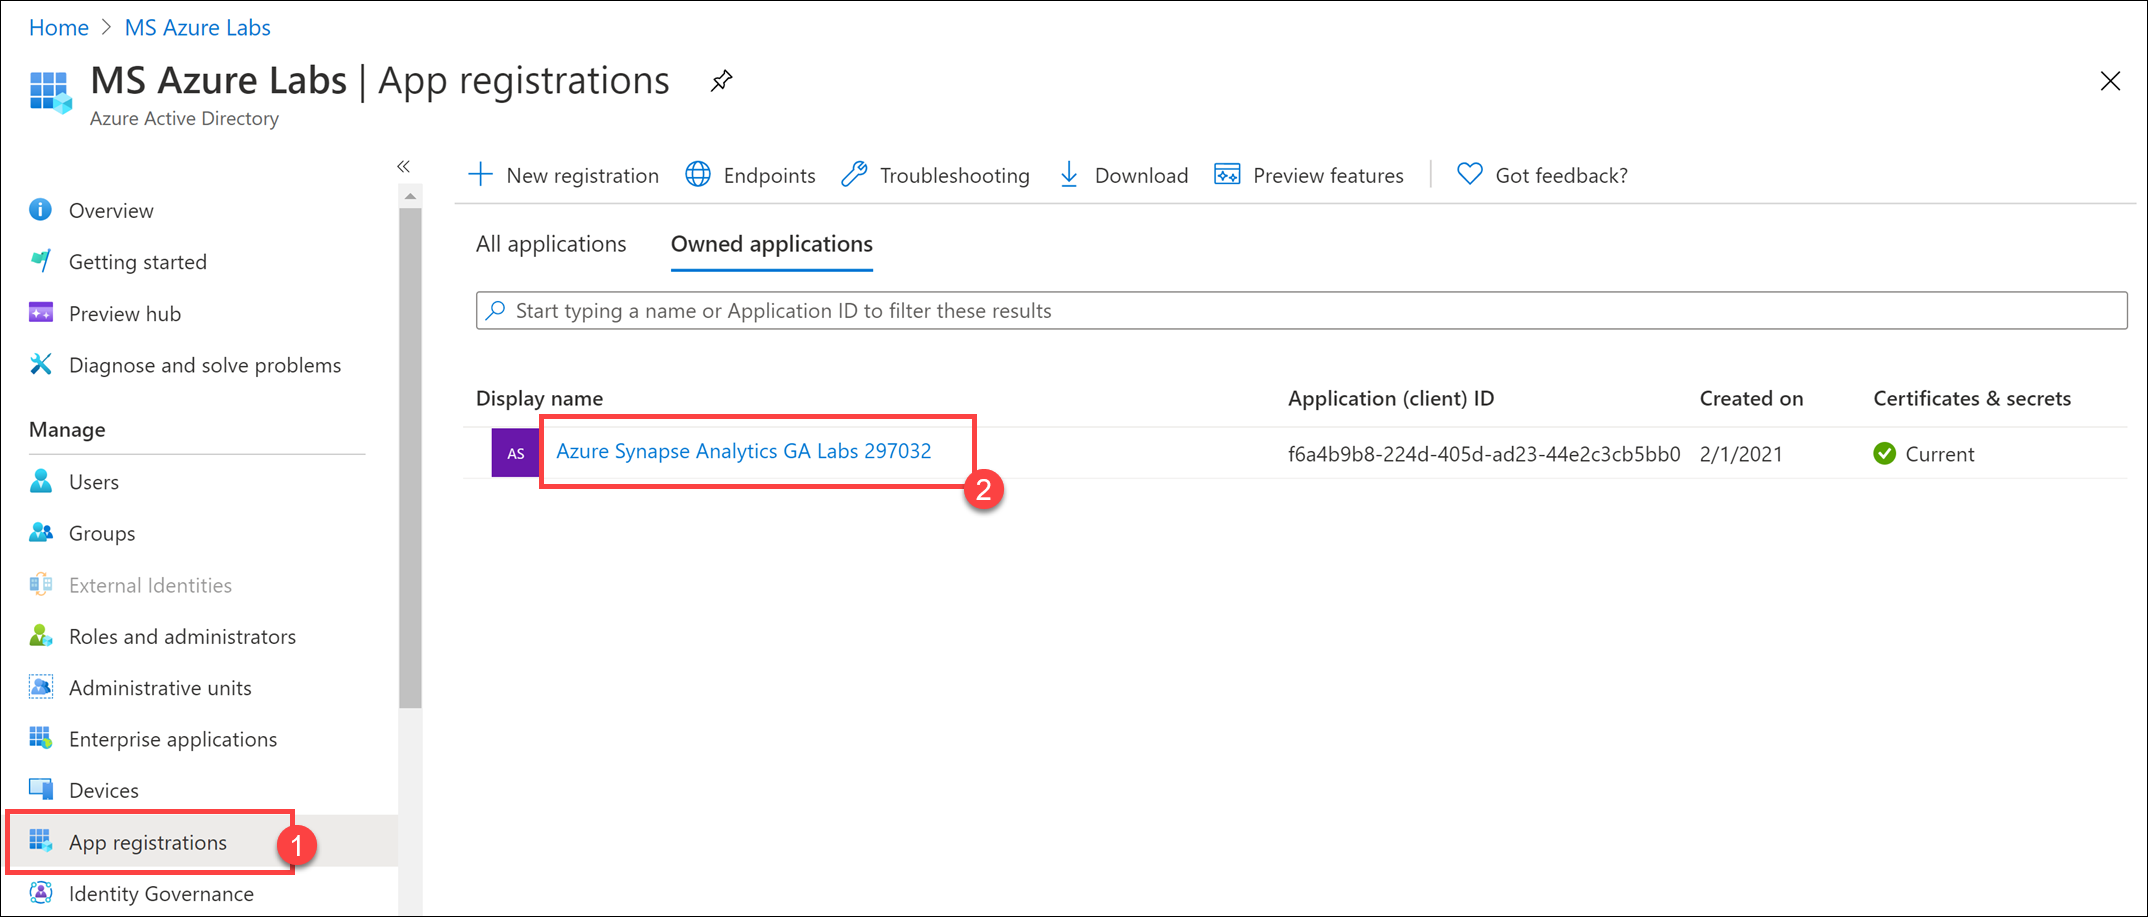 Home > MS Azure Labs
MS Azure Labs | App registrations
Azure Active Directory
Overview
Getting started
Preview hub
Diagnose and solve problems
Manage
Users
Groups
External Identities
Roles and administrators
Administrative units
Enterprise applications
Devices
App registrations
1
Identity Governance
New registration Endpoints Troubleshooting Download Preview features Got feedback?
All applications Owned applications
Start typing a name or Application ID to filter these results
Display name Application (client) ID Created on Certificates & secrets
AS Azure Synapse Analytics GA Labs 297032 f6a4b9b8-224d-405d-ad23-44e2c3cb5bb0 2/1/2021 Current
2